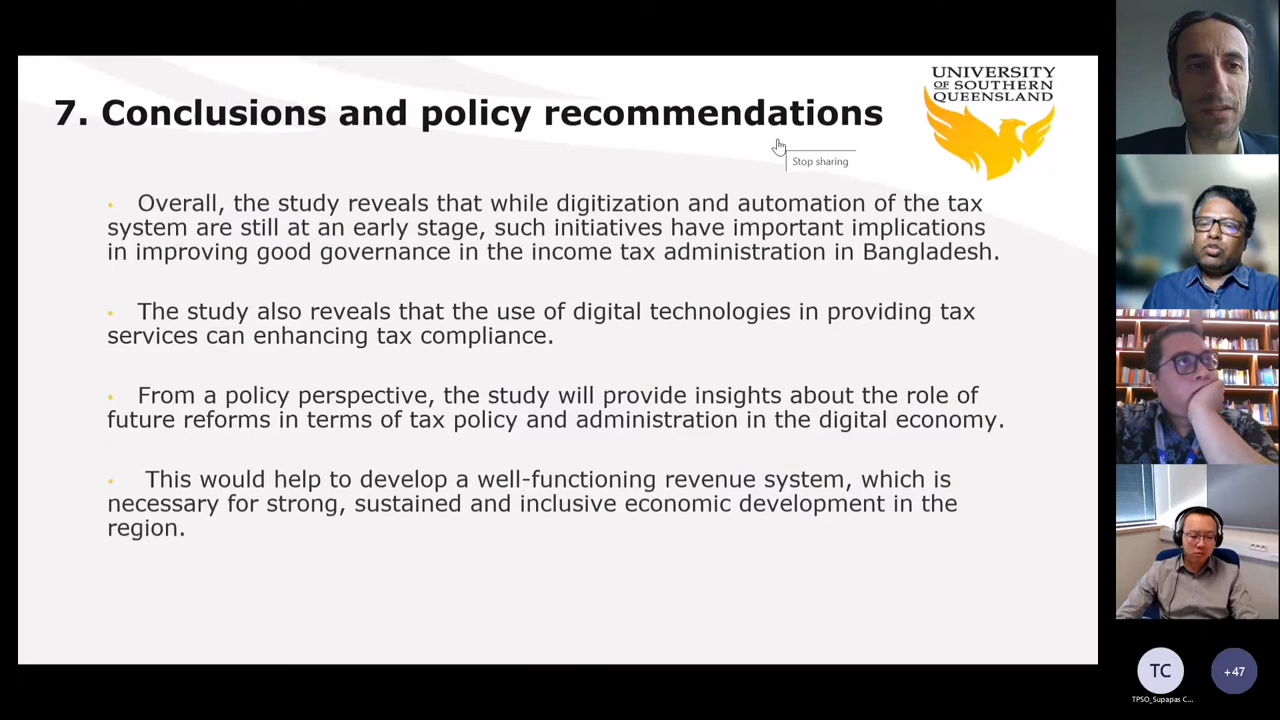 UNIVERSITY
OF SOUTHERN
QUEENSLAND
7. Conclusions and policy recommendations
Stop sharing
• Overall, the study reveals that while digitization and automation of the tax
system are still at an early stage, such initiatives have important implications
in improving good governance in the income tax administration in Bangladesh.
• The study also reveals that the use of digital technologies in providing tax
services can enhancing tax compliance.
• From a policy perspective, the study will provide insights about the role of
future reforms in terms of tax policy and administration in the digital economy.
• This would help to develop a well-functioning revenue system, which is
necessary for strong, sustained and inclusive economic development in the
region.
TC
+47
TPSO_Supapas C...